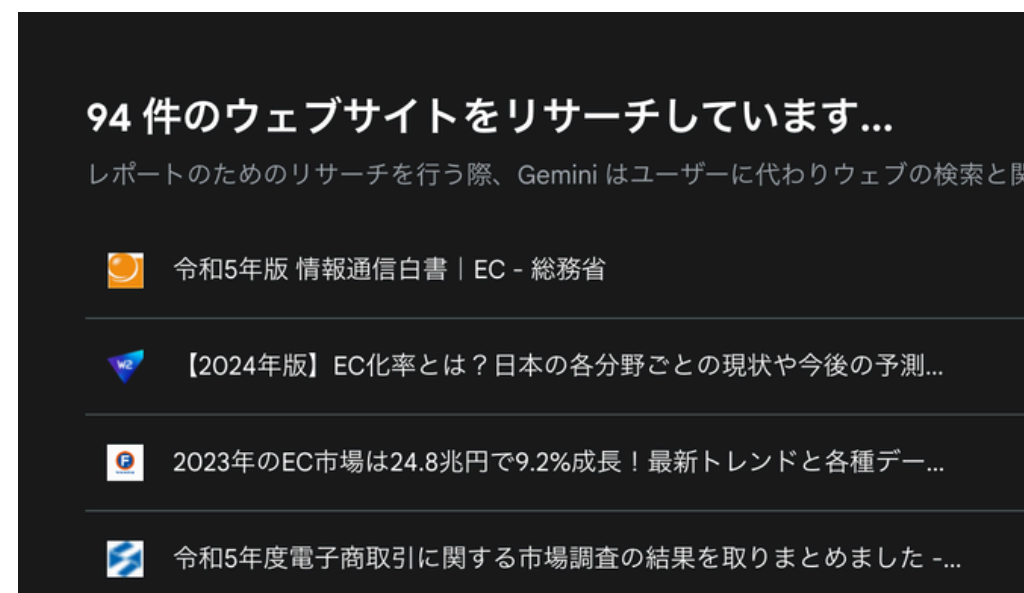 94 件のウェブサイトをリサーチしています...
レポートのためのリサーチを行う際、Gemini はユーザーに代わりウェブの検索と
令和5年版 情報通信白書｜EC - 総務省
W2
【2024年版】EC化率とは？日本の各分野ごとの現状や今後の予測...
F
2023年のEC市場は24.8兆円で9.2%成長！最新トレンドと各種デー...
令和5年度電子商取引に関する市場調査の結果を取りまとめました -...